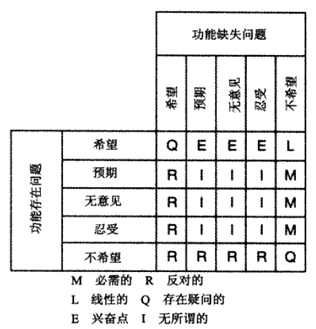 功能缺失问题
希望 预期 无意见 忍受 不希望
功能存在问题
希望 Q E E E L
预期 R I I I M
无意见 R I I I M
忍受 R I I I M
不希望 R R R R Q
M 必需的 R 反对的
L 线性的 Q 存在疑问的
E 兴奋点 I 无所谓的